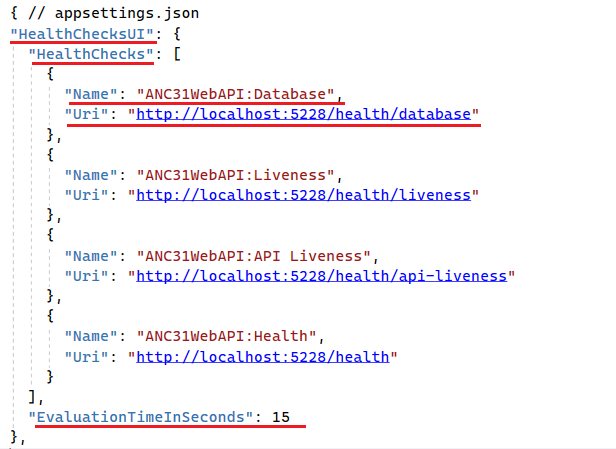 { // appsettings.json
"HealthChecksUI": {
"HealthChecks": [
{
"Name": "ANC31WebAPI:Database",
"Uri": "http://localhost:5228/health/database"
},
{
"Name": "ANC31WebAPI:Liveness",
"Uri": "http://localhost:5228/health/liveness"
},
{
"Name": "ANC31WebAPI:API Liveness",
"Uri": "http://localhost:5228/health/api-liveness"
},
{
"Name": "ANC31WebAPI:Health",
"Uri": "http://localhost:5228/health"
}
],
"EvaluationTimeInSeconds": 15
},